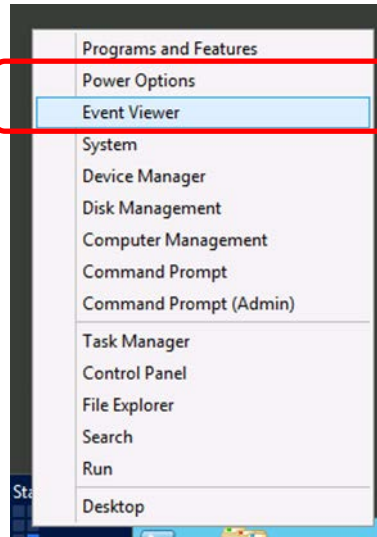 Programs and Features
Power Options
Event Viewer
System
Device Manager
Disk Management
Computer Management
Command Prompt
Command Prompt (Admin)
Task Manager
Control Panel
File Explorer
Search
Run
Desktop